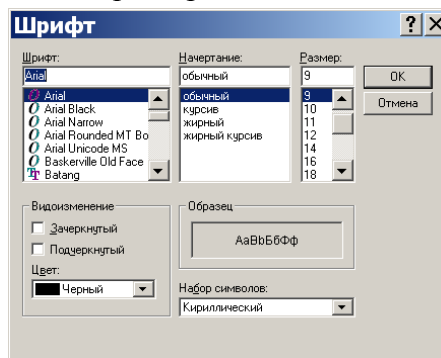 Шрифт
Шрифт: Начертание: Размер:
Arial обычный 9 OK
Arial обычный 9 Отмена
Arial Black курсив 10
Arial Narrow жирный 11
Arial Rounded MT Bo жирный курсив 12
Arial Unicode MS 14
Baskerville Old Face 16
Batang 18
Видоизменение Образец
Зачеркнутый
Подчеркнутый АаВbБбФф
Цвет:
Черный Набор символов:
Кириллический